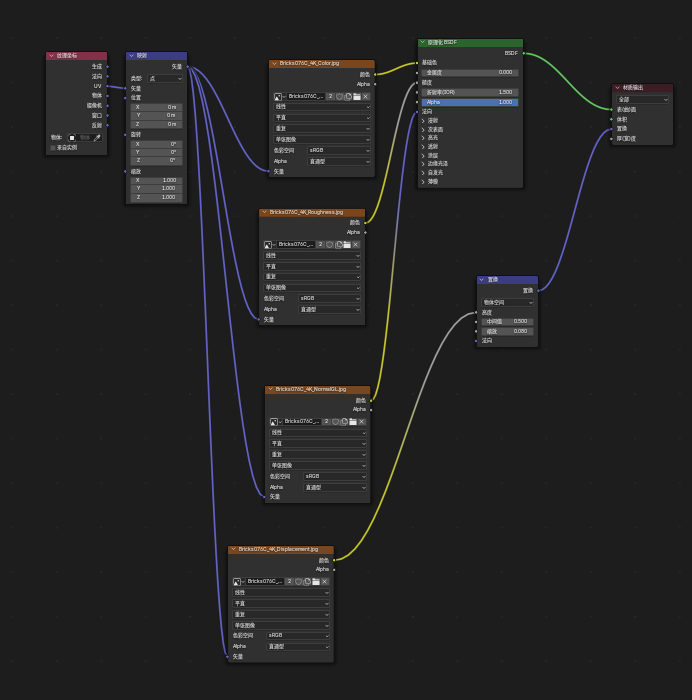 纹理坐标
生成
法向
UV
物体
摄像机
窗口
反射
物体:
来自实例
映射
矢量
类型: 点
矢量
位置
X 0 m
Y 0 m
Z 0 m
旋转
X 0°
Y 0°
Z 0°
缩放
X 1.000
Y 1.000
Z 1.000
Bricks076C_4K_Color.jpg
颜色
Alpha
Bricks076C_... 2
线性
平直
重复
单张图像
色彩空间 sRGB
Alpha 直通型
矢量
Bricks076C_4K_Roughness.jpg
颜色
Alpha
Bricks076C_... 2
线性
平直
重复
单张图像
色彩空间 sRGB
Alpha 直通型
矢量
Bricks076C_4K_NormalGL.jpg
颜色
Alpha
Bricks076C_... 2
线性
平直
重复
单张图像
色彩空间 sRGB
Alpha 直通型
矢量
Bricks076C_4K_Displacement.jpg
颜色
Alpha
Bricks076C_... 2
线性
平直
重复
单张图像
色彩空间 sRGB
Alpha 直通型
矢量
原理化 BSDF
BSDF
基础色
金属度 0.000
糙度
折射率(IOR) 1.500
Alpha 1.000
法向
漫射
次表面
高光
透射
涂层
边缘光泽
自发光
薄膜
置换
置换
物体空间
高度
中间值 0.500
缩放 0.080
法向
材质输出
全部
表(曲)面
体积
置换
厚(宽)度